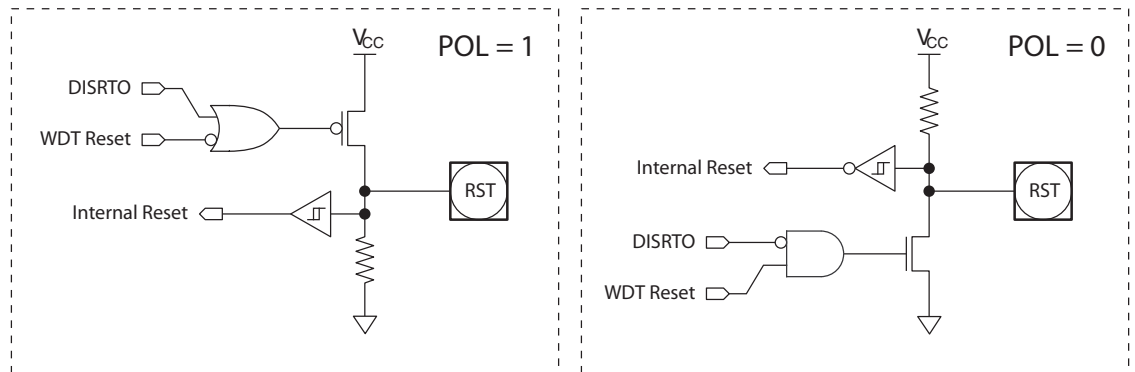 POL = 1
VCC
DISRTO
WDT Reset
RST
Internal Reset
POL = 0
VCC
Internal Reset
RST
DISRTO
WDT Reset